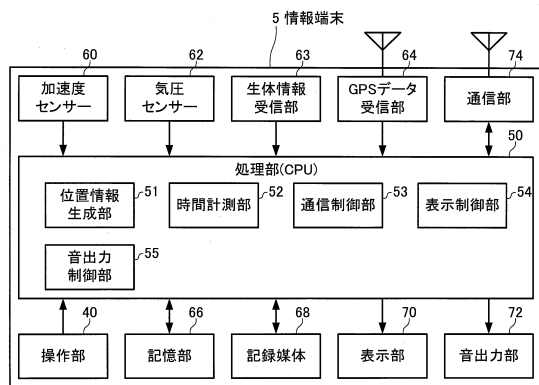 5 情報端末
60
62
63
64
74
加速度
センサー
気圧
センサー
生体情報
受信部
GPSデータ
受信部
通信部
50
処理部(CPU)
位置情報
生成部
51
時間計測部
52
通信制御部
53
表示制御部
54
音出力
制御部
55
40
66
68
70
72
操作部
記憶部
記録媒体
表示部
音出力部